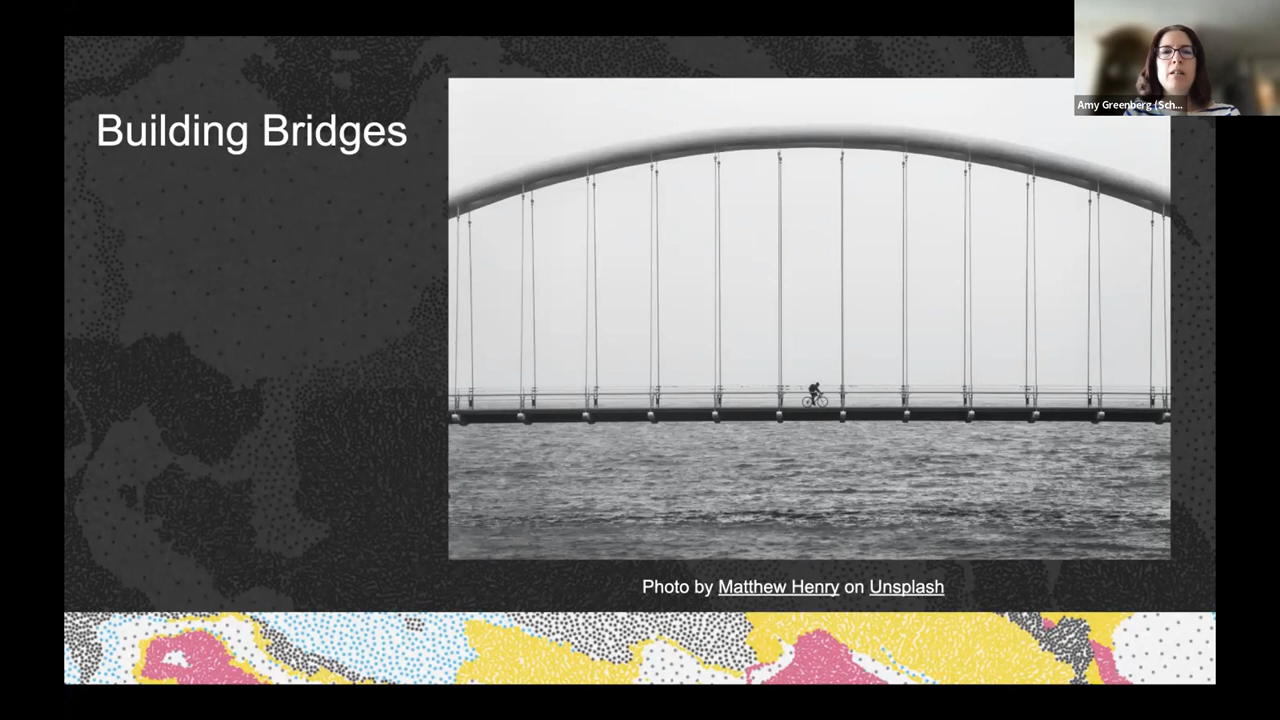 Building Bridges
Amy Greenberg (Sch...
Photo by Matthew Henry on Unsplash